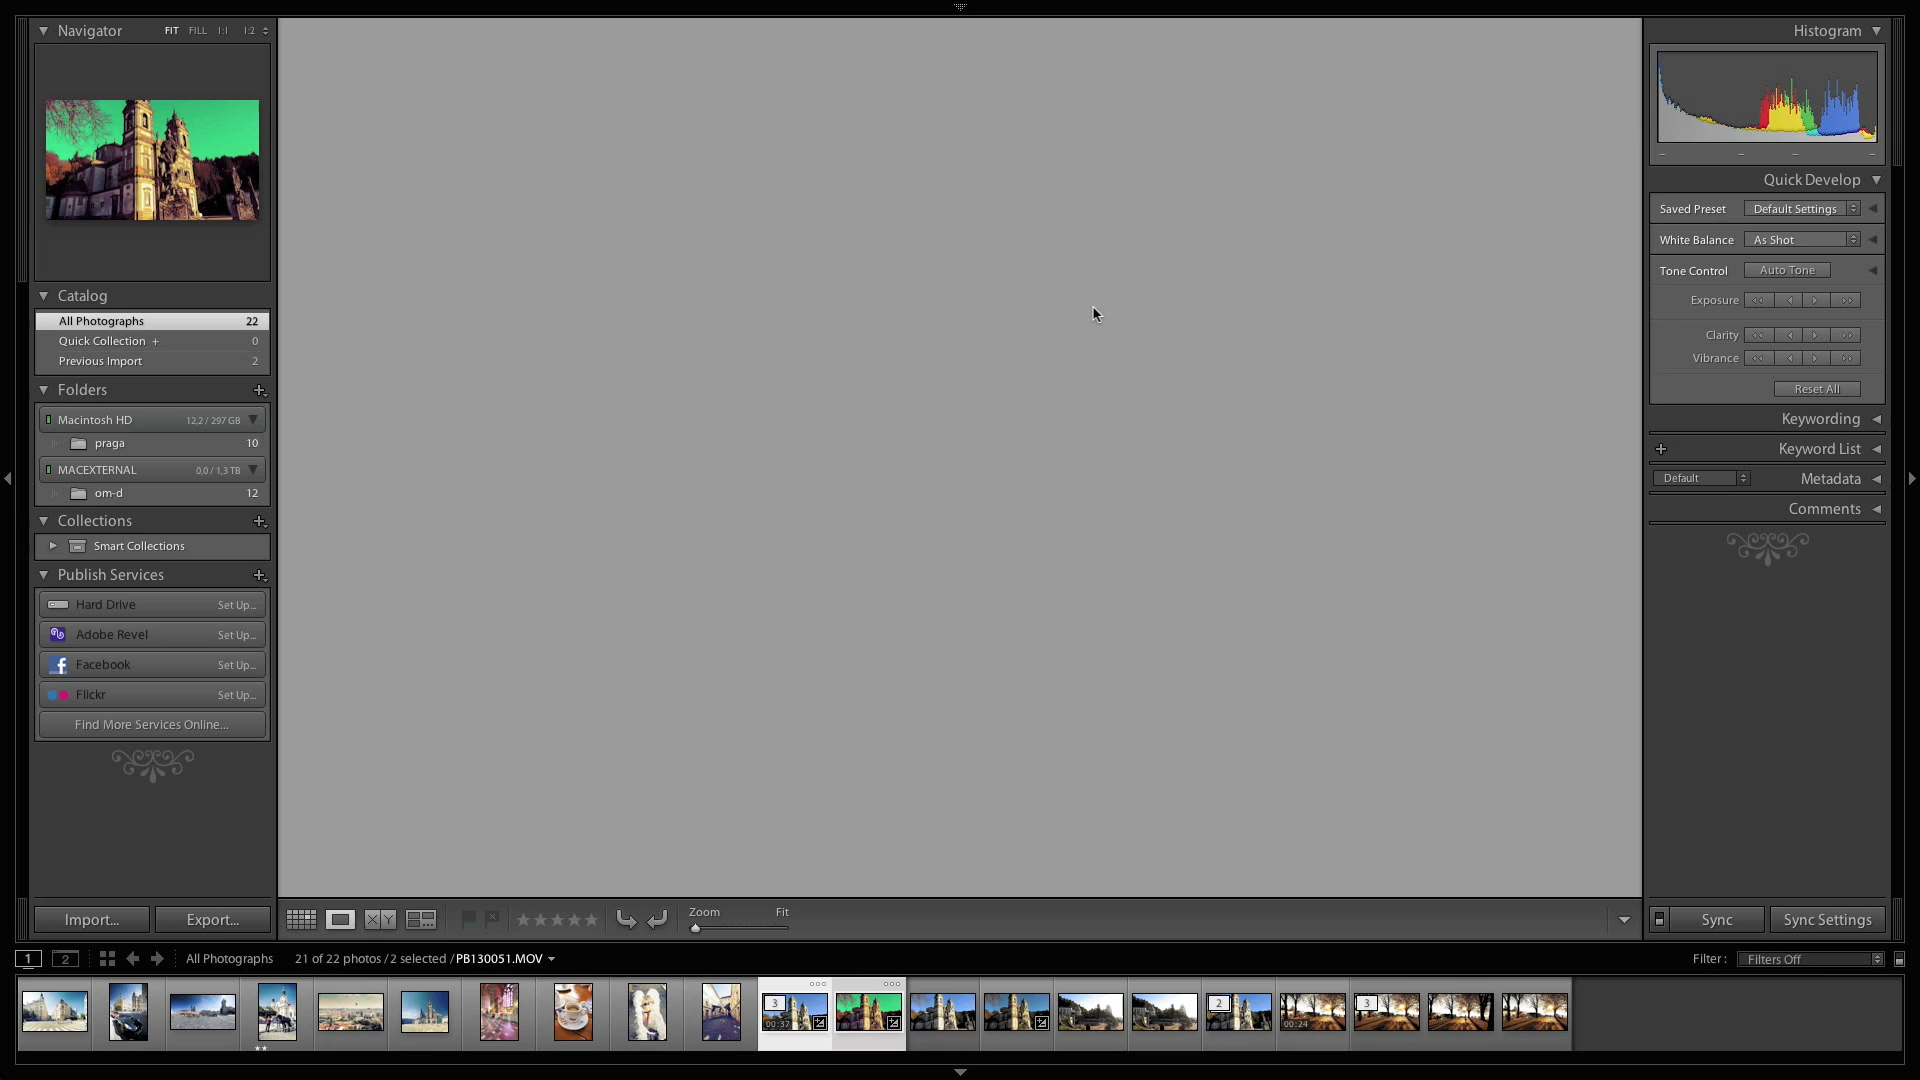 Navigator FIT FILL 1:1 1:2
Histogram
Quick Develop
Saved Preset Default Settings
White Balance As Shot
Tone Control Auto Tone
Exposure
Clarity
Vibrance
Reset All
Keywording
Keyword List
Default Metadata
Comments
Catalog
All Photographs 22
Quick Collection + 0
Previous Import 2
Folders
Macintosh HD 12,2 / 297 GB
praga 10
MACEXTERNAL 0,0 / 1,3 TB
om-d 12
Collections
Smart Collections
Publish Services
Hard Drive Set Up...
Adobe Revel Set Up...
Facebook Set Up...
Flickr Set Up...
Find More Services Online...
Import... Export...
XY Zoom Fit
Sync Sync Settings
1 2 All Photographs 21 of 22 photos / 2 selected / PB130051.MOV
Filter : Filters Off
3 2 3
00:37 00:24